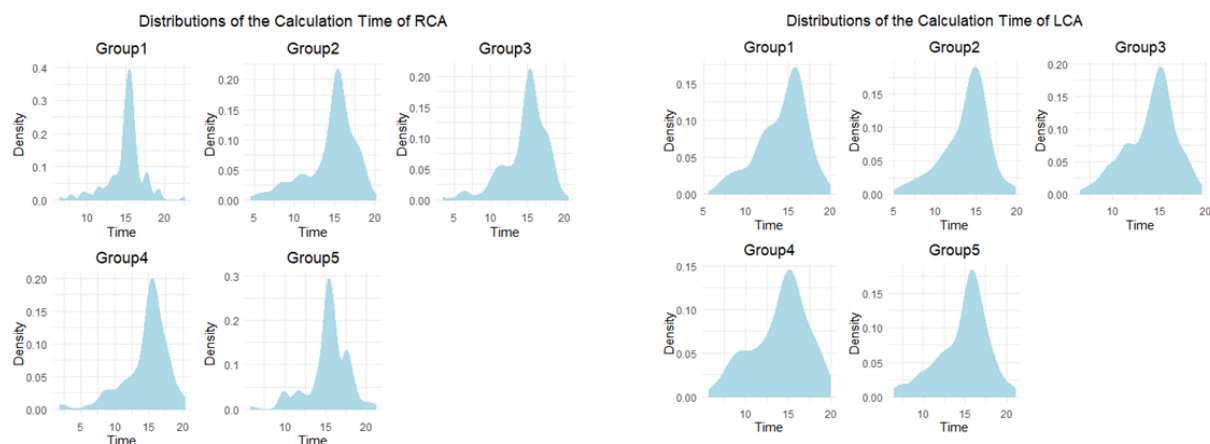 Distributions of the Calculation Time of RCA
Group1
Group2
Group3
0.4
0.3
0.2
0.1
0.0
Density
10
15
20
Time
0.20
0.15
0.10
0.05
0.00
Density
5
10
15
20
Time
0.20
0.15
0.10
0.05
0.00
Density
5
10
15
20
Time
Group4
Group5
0.20
0.15
0.10
0.05
0.00
Density
5
10
15
20
Time
0.3
0.2
0.1
0.0
Density
10
15
20
Time
Distributions of the Calculation Time of LCA
Group1
Group2
Group3
0.15
0.10
0.05
0.00
Density
5
10
15
20
Time
0.15
0.10
0.05
0.00
Density
5
10
15
20
Time
0.20
0.15
0.10
0.05
0.00
Density
10
15
20
Time
Group4
Group5
0.15
0.10
0.05
0.00
Density
10
15
20
Time
0.15
0.10
0.05
0.00
Density
10
15
20
Time